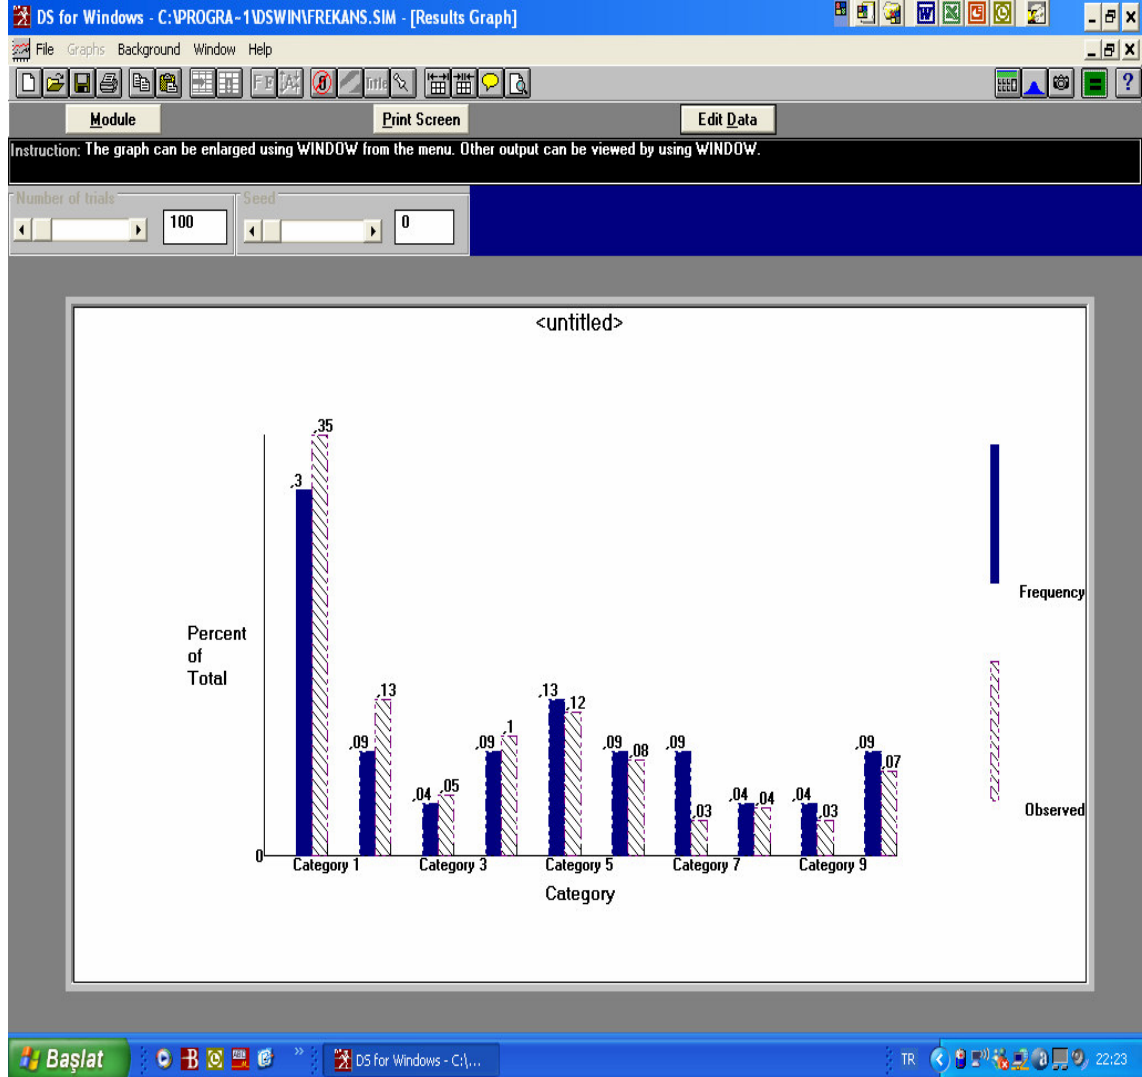 DS for Windows - C:\PROGRA~1\DSWIN\FREKANS.SIM - [Results Graph]
File Graphs Background Window Help
Title
Module Print Screen Edit Data
Instruction: The graph can be enlarged using WINDOW from the menu. Other output can be viewed by using WINDOW.
Number of trials Seed
100 0
<untitled>
,35
,3
Percent
of
Total
,13 ,13 ,12
,09 ,09 ,1 ,09 ,08 ,09 ,09 ,07
,04 ,05 ,03 ,04 ,04 ,04 ,03
0
Category 1 Category 3 Category 5 Category 7 Category 9
Category
Frequency
Observed
Başlat DS for Windows - C:\... TR 22:23